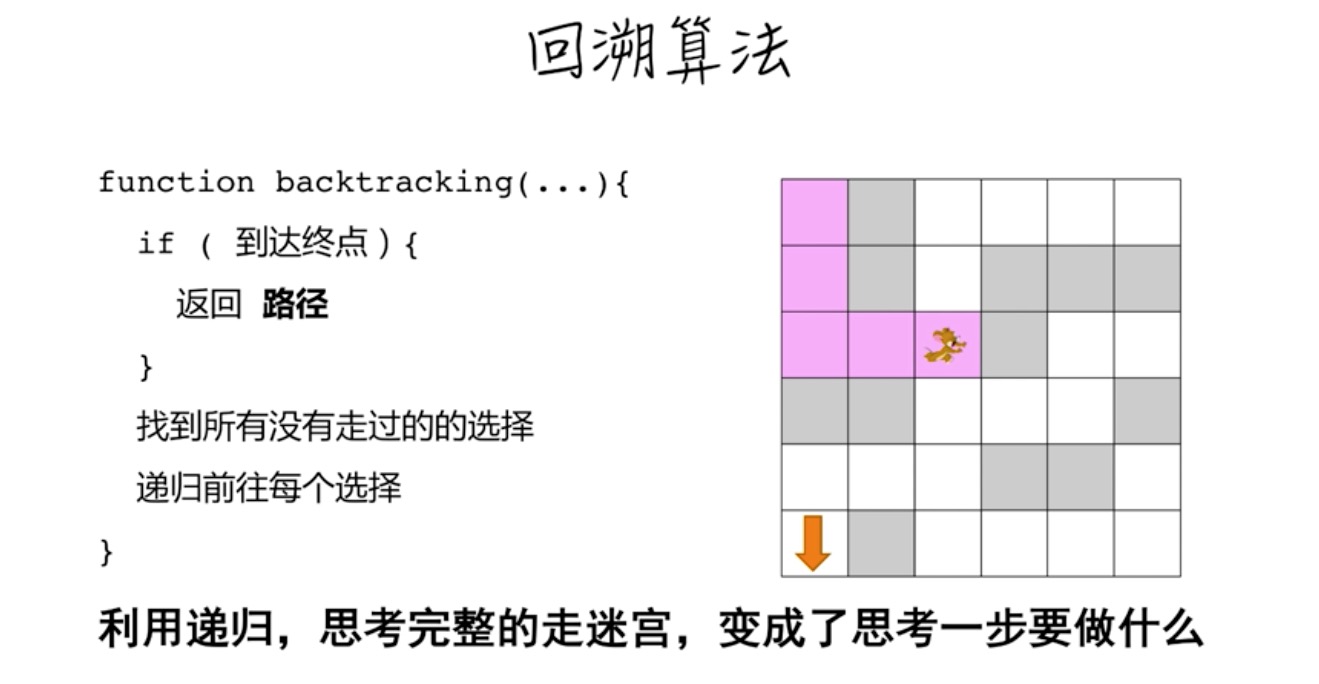 回溯算法
function backtracking(...){
if ( 到达终点 ) {
返回 路径
}
找到所有没有走过的的选择
递归前往每个选择
}
利用递归，思考完整的走迷宫，变成了思考一步要做什么